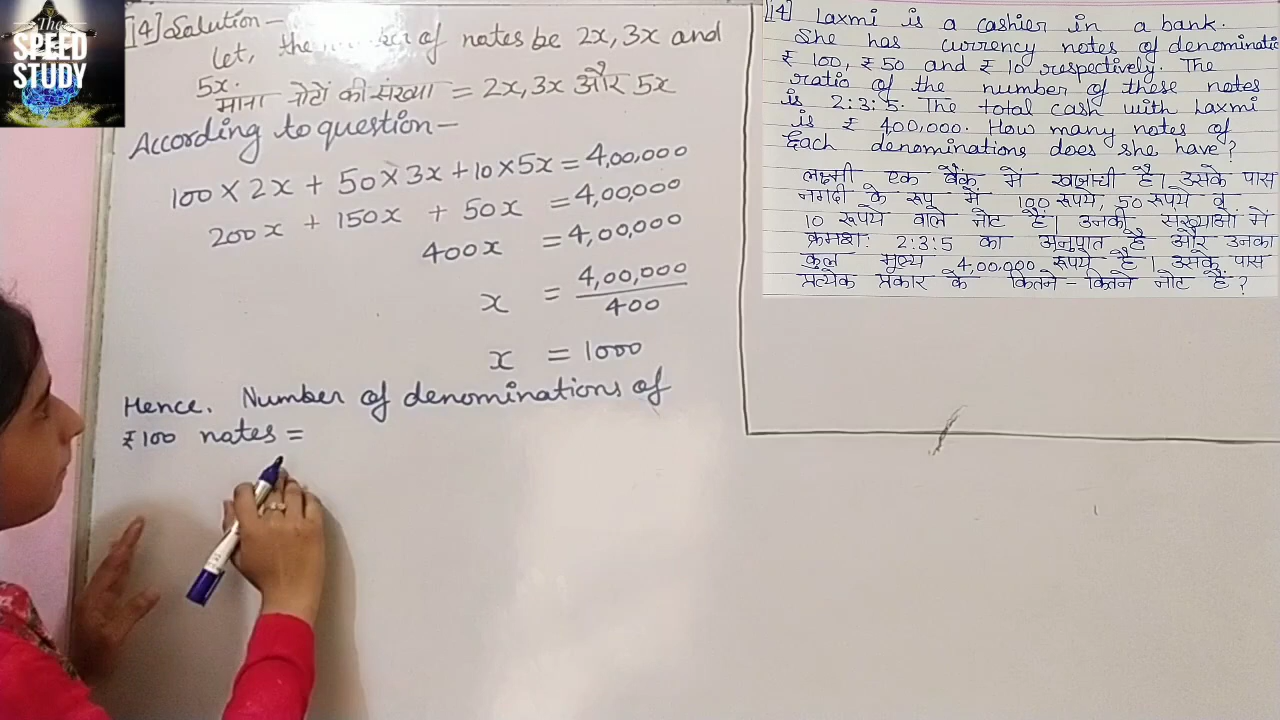 The
SPEED
STUDY
[14] Solution –
Let, the number of notes be 2x, 3x and
5x.
माना नोटों की संख्या = 2x, 3x और 5x
According to question –
100 × 2x + 50 × 3x + 10 × 5x = 4,00,000
200x + 150x + 50x = 4,00,000
400x = 4,00,000
x = 4,00,000 / 400
x = 1000
Hence. Number of denominations of
₹100 notes =
[14] Laxmi is a cashier in a bank.
She has currency notes of denominati
₹ 100, ₹ 50 and ₹ 10 respectively. The
ratio of the number of these notes
is 2:3:5. The total cash with Laxmi
is ₹ 400,000. How many notes of
Each denominations does she have?
लक्ष्मी एक बैंक में खजांची है। उसके पास
नगदी के रूप में 100 रुपये, 50 रुपये व
10 रूपये वाले नोट है। उनकी संख्याओं में
क्रमशः 2:3:5 का अनुपात है और उनका
कुल मूल्य 4,00,000 रूपये है। उसके पास
प्रत्येक प्रकार के कितने - कितने नोट हैं?